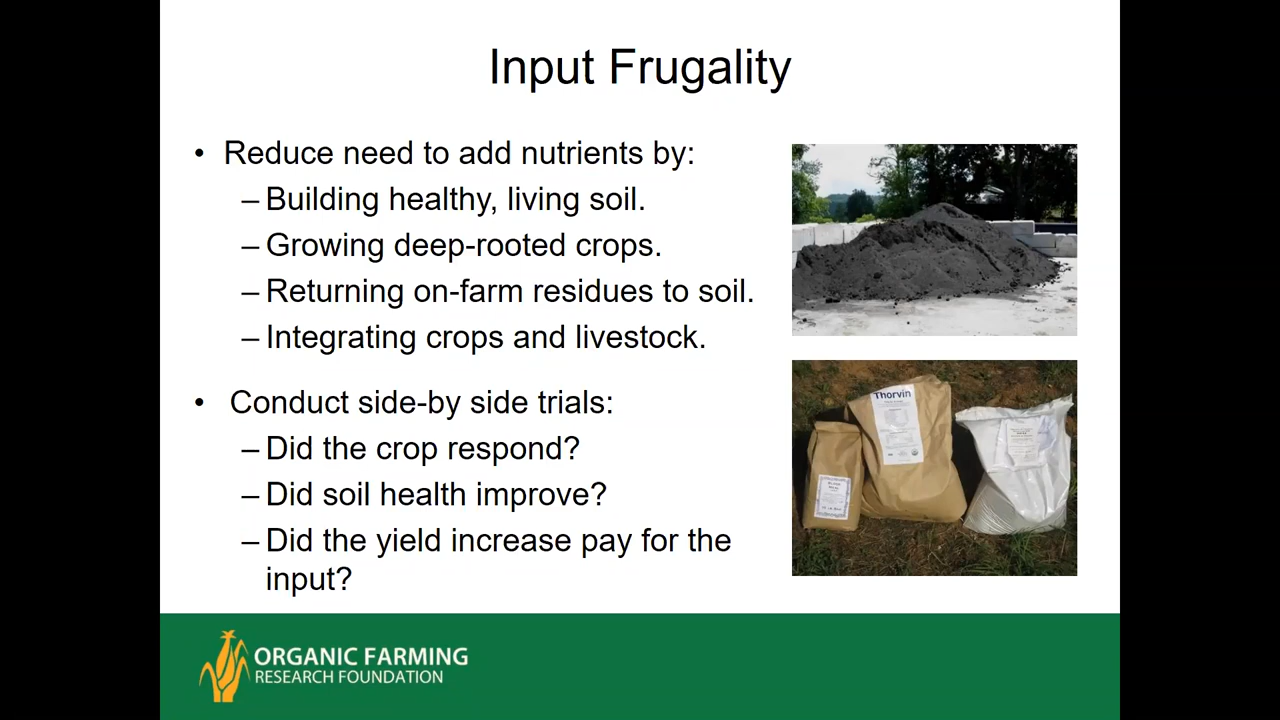 Input Frugality
• Reduce need to add nutrients by:
– Building healthy, living soil.
– Growing deep-rooted crops.
– Returning on-farm residues to soil.
– Integrating crops and livestock.
• Conduct side-by side trials:
– Did the crop respond?
– Did soil health improve?
– Did the yield increase pay for the
input?
Thorvin
ORGANIC FARMING
RESEARCH FOUNDATION